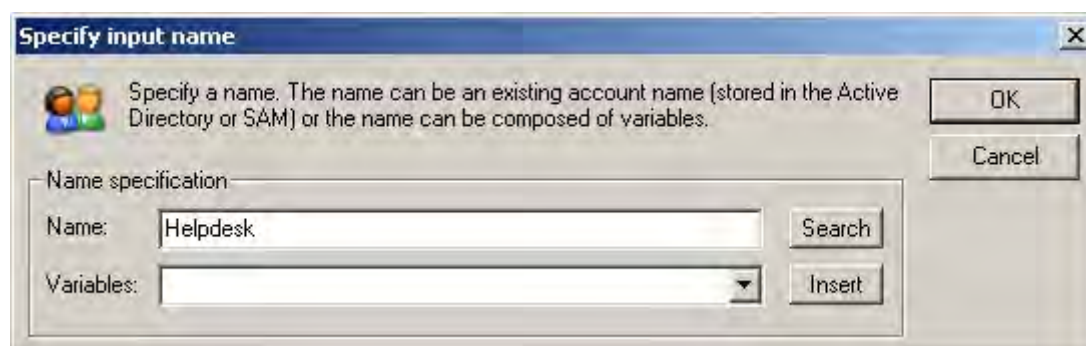 Specify input name
Specify a name. The name can be an existing account name (stored in the Active
Directory or SAM) or the name can be composed of variables.
OK
Cancel
Name specification
Name: Helpdesk Search
Variables: Insert